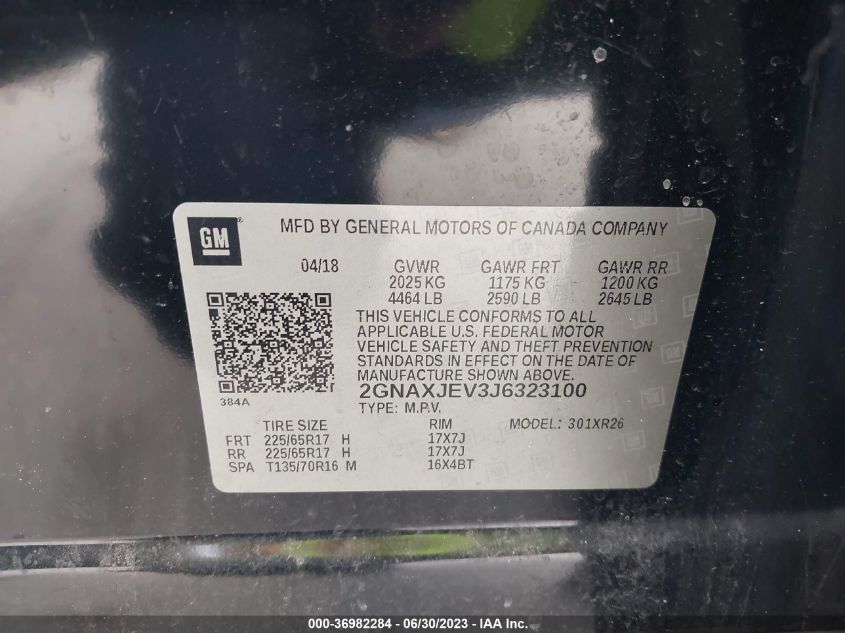 GM
MFD BY GENERAL MOTORS OF CANADA COMPANY
04/18 GVWR GAWR FRT GAWR RR
2025 KG 1175 KG 1200 KG
4464 LB 2590 LB 2645 LB
THIS VEHICLE CONFORMS TO ALL
APPLICABLE U.S. FEDERAL MOTOR
VEHICLE SAFETY AND THEFT PREVENTION
STANDARDS IN EFFECT ON THE DATE OF
MANUFACTURE SHOWN ABOVE.
384A
2GNAXJEV3J6323100
TYPE: M.P.V.
TIRE SIZE RIM MODEL: 301XR26
FRT 225/65R17 H 17X7J
RR 225/65R17 H 17X7J
SPA T135/70R16 M 16X4BT
000-36982284 - 06/30/2023 - IAA Inc.